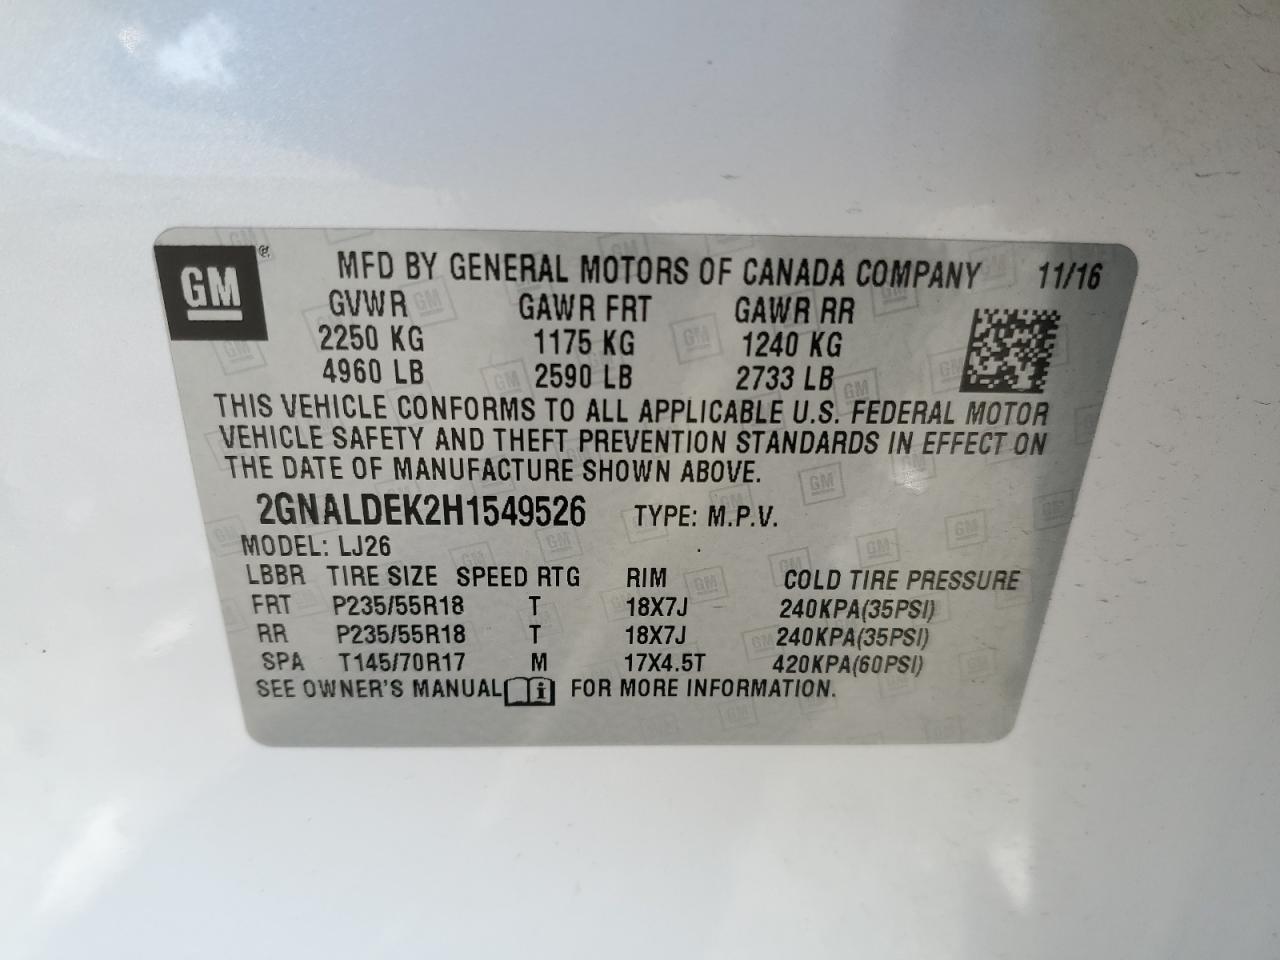 GM ® MFD BY GENERAL MOTORS OF CANADA COMPANY 11/16
GVWR GAWR FRT GAWR RR
2250 KG 1175 KG 1240 KG
4960 LB 2590 LB 2733 LB
THIS VEHICLE CONFORMS TO ALL APPLICABLE U.S. FEDERAL MOTOR
VEHICLE SAFETY AND THEFT PREVENTION STANDARDS IN EFFECT ON
THE DATE OF MANUFACTURE SHOWN ABOVE.
2GNALDEK2H1549526 TYPE: M.P.V.
MODEL: LJ26
LBBR TIRE SIZE SPEED RTG RIM COLD TIRE PRESSURE
FRT P235/55R18 T 18X7J 240KPA(35PSI)
RR P235/55R18 T 18X7J 240KPA(35PSI)
SPA T145/70R17 M 17X4.5T 420KPA(60PSI)
SEE OWNER'S MANUAL i FOR MORE INFORMATION.